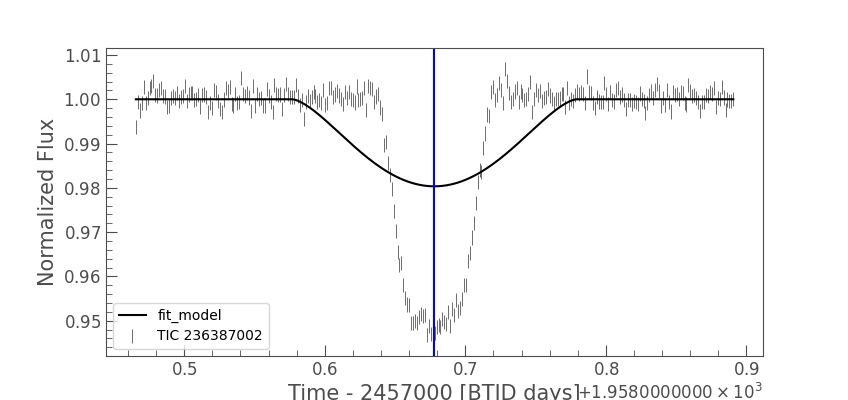 1.01
1.00
0.99
0.98
0.97
0.96
0.95
Normalized Flux
fit_model
TIC 236387002
0.5 0.6 0.7 0.8 0.9
Time - 2457000 [BTJD days]
+1.9580000000 × 10³